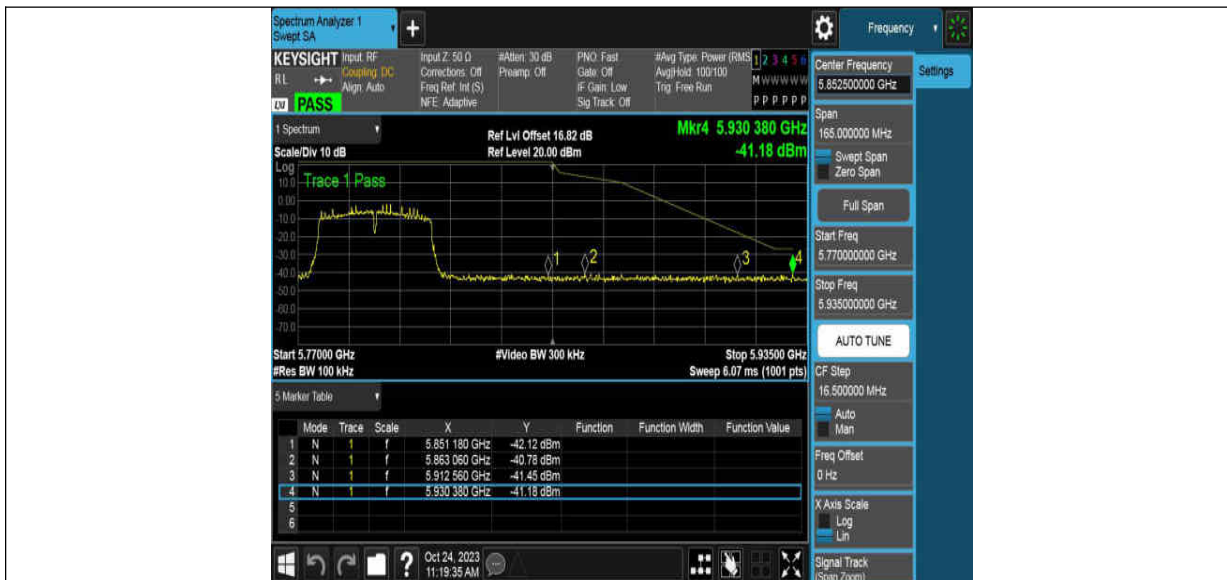 Spectrum Analyzer 1
Swept SA
+
Frequency
KEYSIGHT
RL
LXI
PASS
Input: RF
Coupling: DC
Align: Auto
Input Z: 50 Ω
Corrections: Off
Freq Ref: Int (S)
NFE: Adaptive
#Atten: 30 dB
Preamp: Off
PNO: Fast
Gate: Off
IF Gain: Low
Sig Track: Off
#Avg Type: Power (RMS
Avg|Hold: 100/100
Trig: Free Run
1 2 3 4 5 6
M W W W W W
P P P P P P
Center Frequency
5.852500000 GHz
Settings
Span
165.000000 MHz
Swept Span
Zero Span
Full Span
Start Freq
5.770000000 GHz
Stop Freq
5.935000000 GHz
AUTO TUNE
CF Step
16.500000 MHz
Auto
Man
Freq Offset
0 Hz
X Axis Scale
Log
Lin
Signal Track
(Span Zoom)
1 Spectrum
Scale/Div 10 dB
Ref Lvl Offset 16.82 dB
Ref Level 20.00 dBm
Mkr4 5.930 380 GHz
-41.18 dBm
Log
Trace 1 Pass
10.0
0.00
-10.0
-20.0
-30.0
-40.0
-50.0
-60.0
-70.0
1
2
3
4
Start 5.77000 GHz
#Video BW 300 kHz
Stop 5.93500 GHz
#Res BW 100 kHz
Sweep 6.07 ms (1001 pts)
5 Marker Table
Mode Trace Scale X Y Function Function Width Function Value
1 N 1 f 5.851 180 GHz -42.12 dBm
2 N 1 f 5.863 060 GHz -40.78 dBm
3 N 1 f 5.912 560 GHz -41.45 dBm
4 N 1 f 5.930 380 GHz -41.18 dBm
5
6
?
Oct 24, 2023
11:19:35 AM